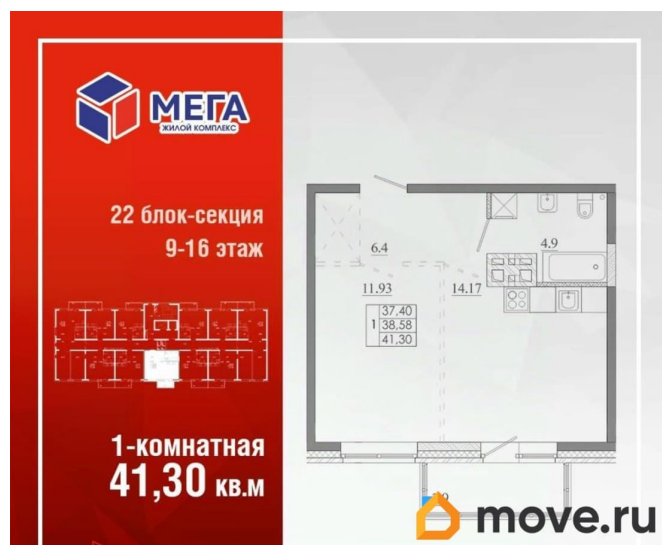 МЕГА
ЖИЛОЙ КОМПЛЕКС
22 блок-секция
9-16 этаж
1-комнатная
41,30 кв.м
6.4
4.9
11.93
14.17
37.40
1 38.58
41.30
move.ru